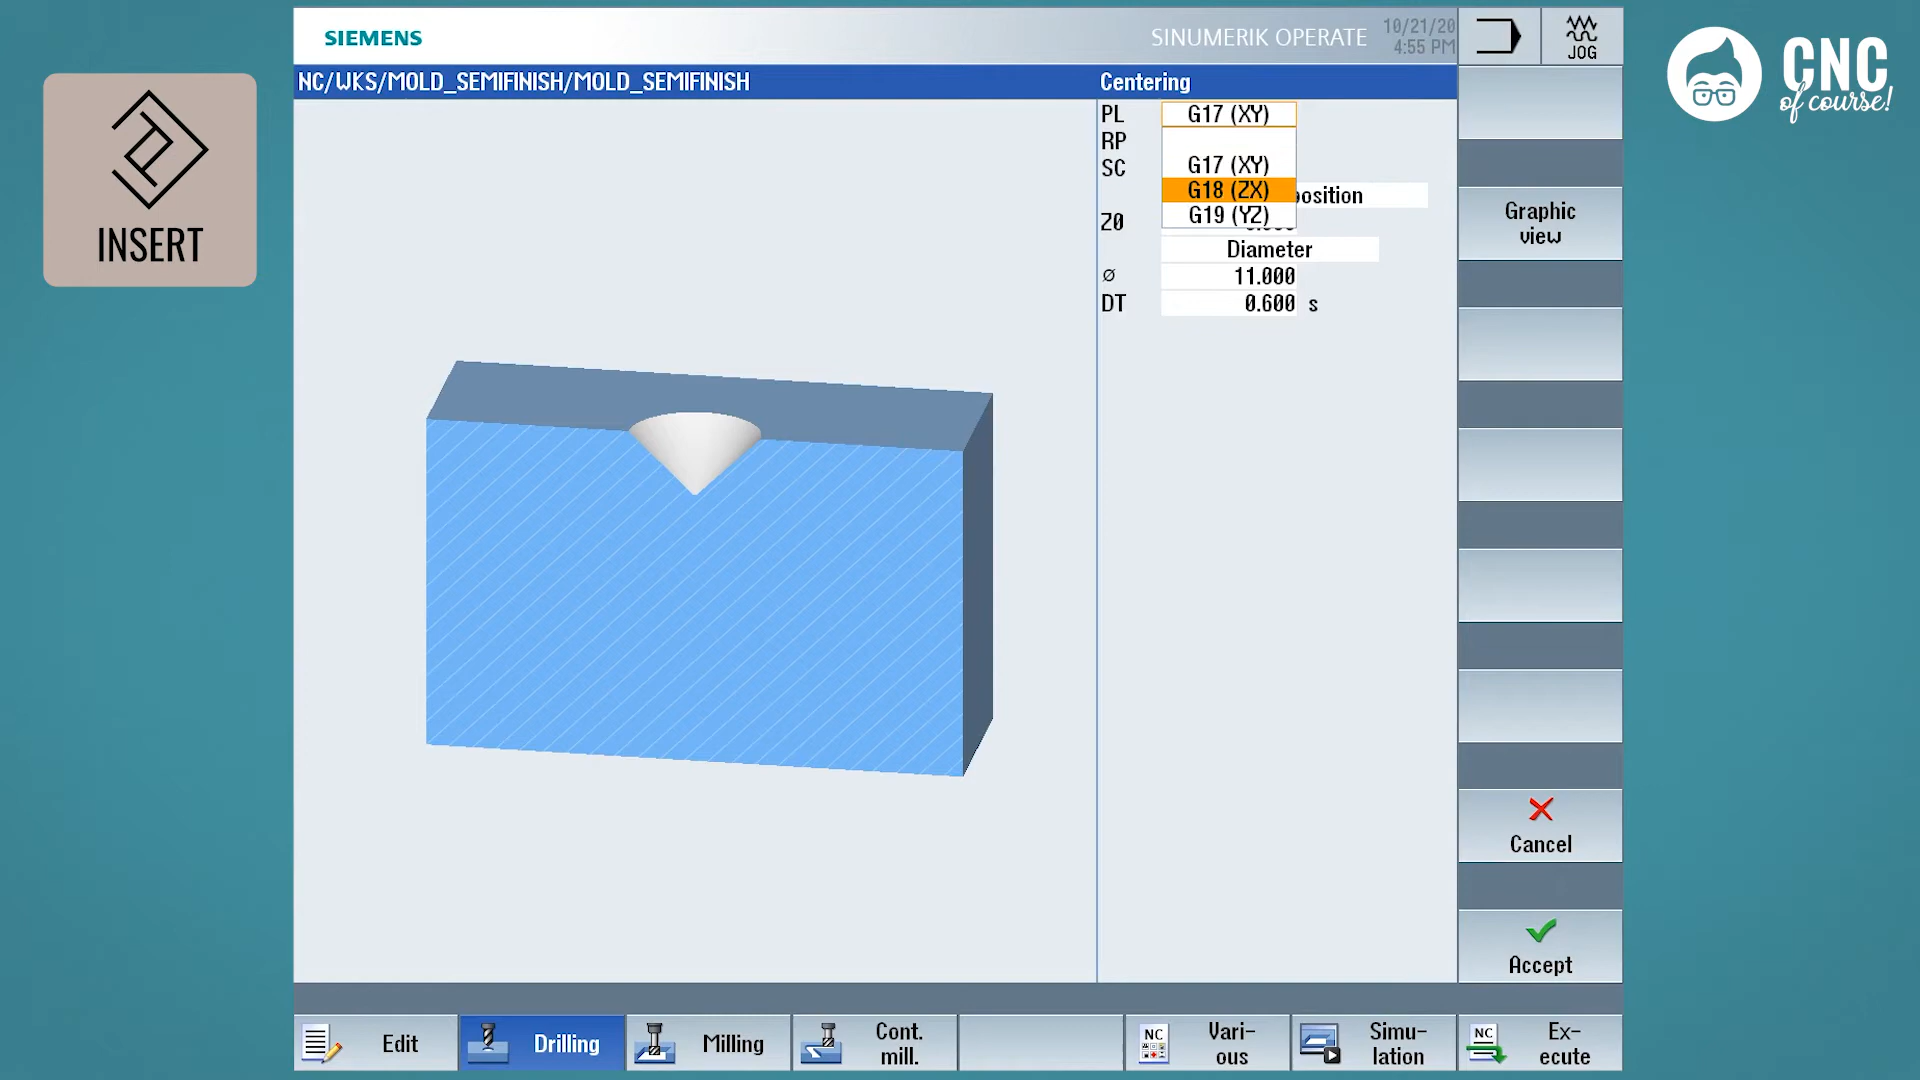 SIEMENS
SINUMERIK OPERATE
10/21/20
4:55 PM
JOG
CNC
of course!
INSERT
NC/WKS/MOLD_SEMIFINISH/MOLD_SEMIFINISH
Centering
PL G17 (XY)
RP
G17 (XY)
SC
G18 (ZX)
position
G19 (YZ)
Z0
Diameter
ø 11.000
DT 0.600 s
Graphic
view
Cancel
Accept
Edit
Drilling
Milling
Cont.
mill.
NC
Vari-
ous
Simu-
lation
NC
Ex-
ecute